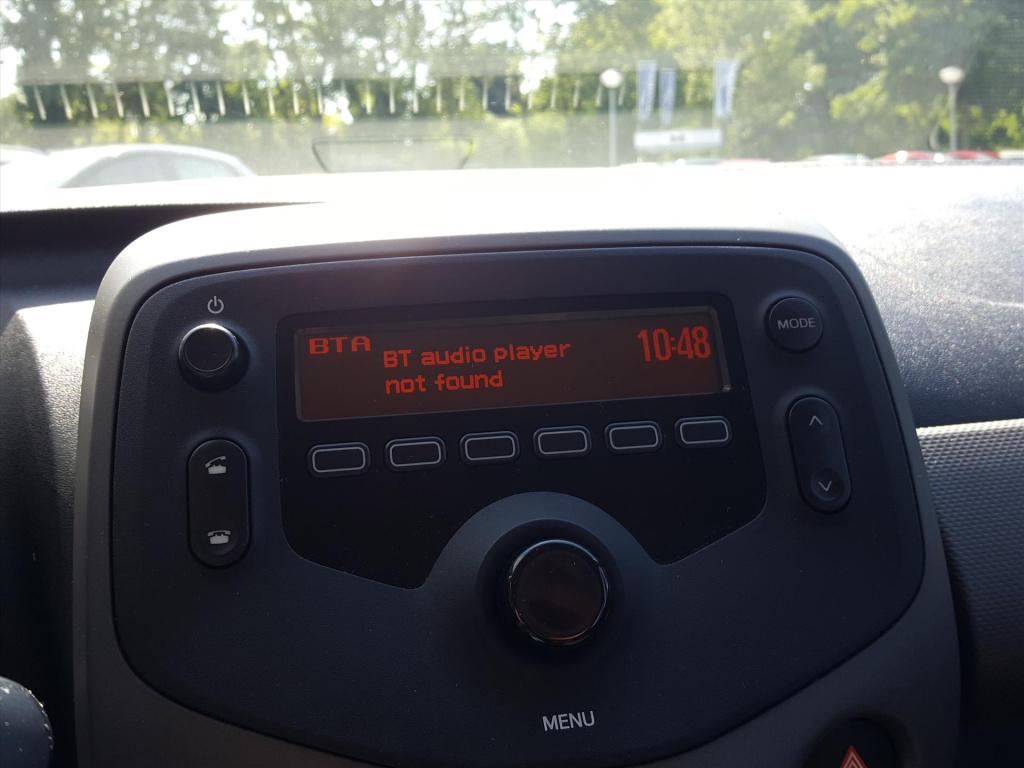 BTA
BT audio player
not found
10:48
MODE
MENU